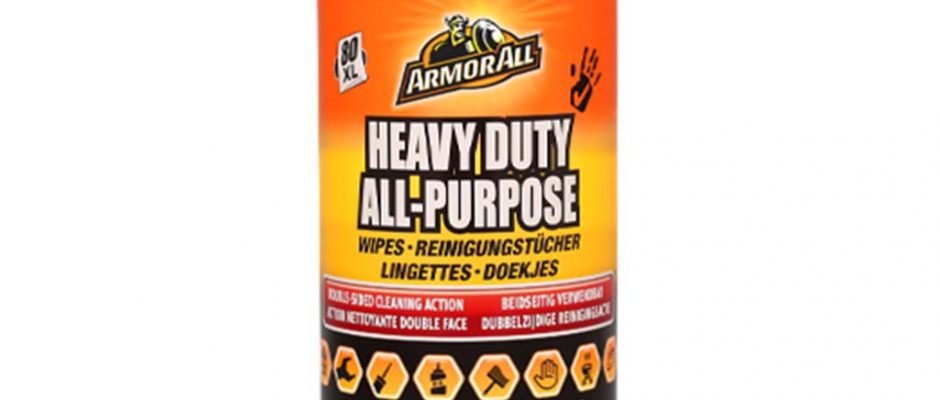 80
XL
ARMORALL
HEAVY DUTY
ALL-PURPOSE
WIPES · REINIGUNGSTÜCHER
LINGETTES · DOEKJES
DOUBLE-SIDED CLEANING ACTION
ACTION NETTOYANTE DOUBLE FACE
BEIDSEITIG VERWENDBAR
DUBBELZIJDIGE REINIGINGSACTIE